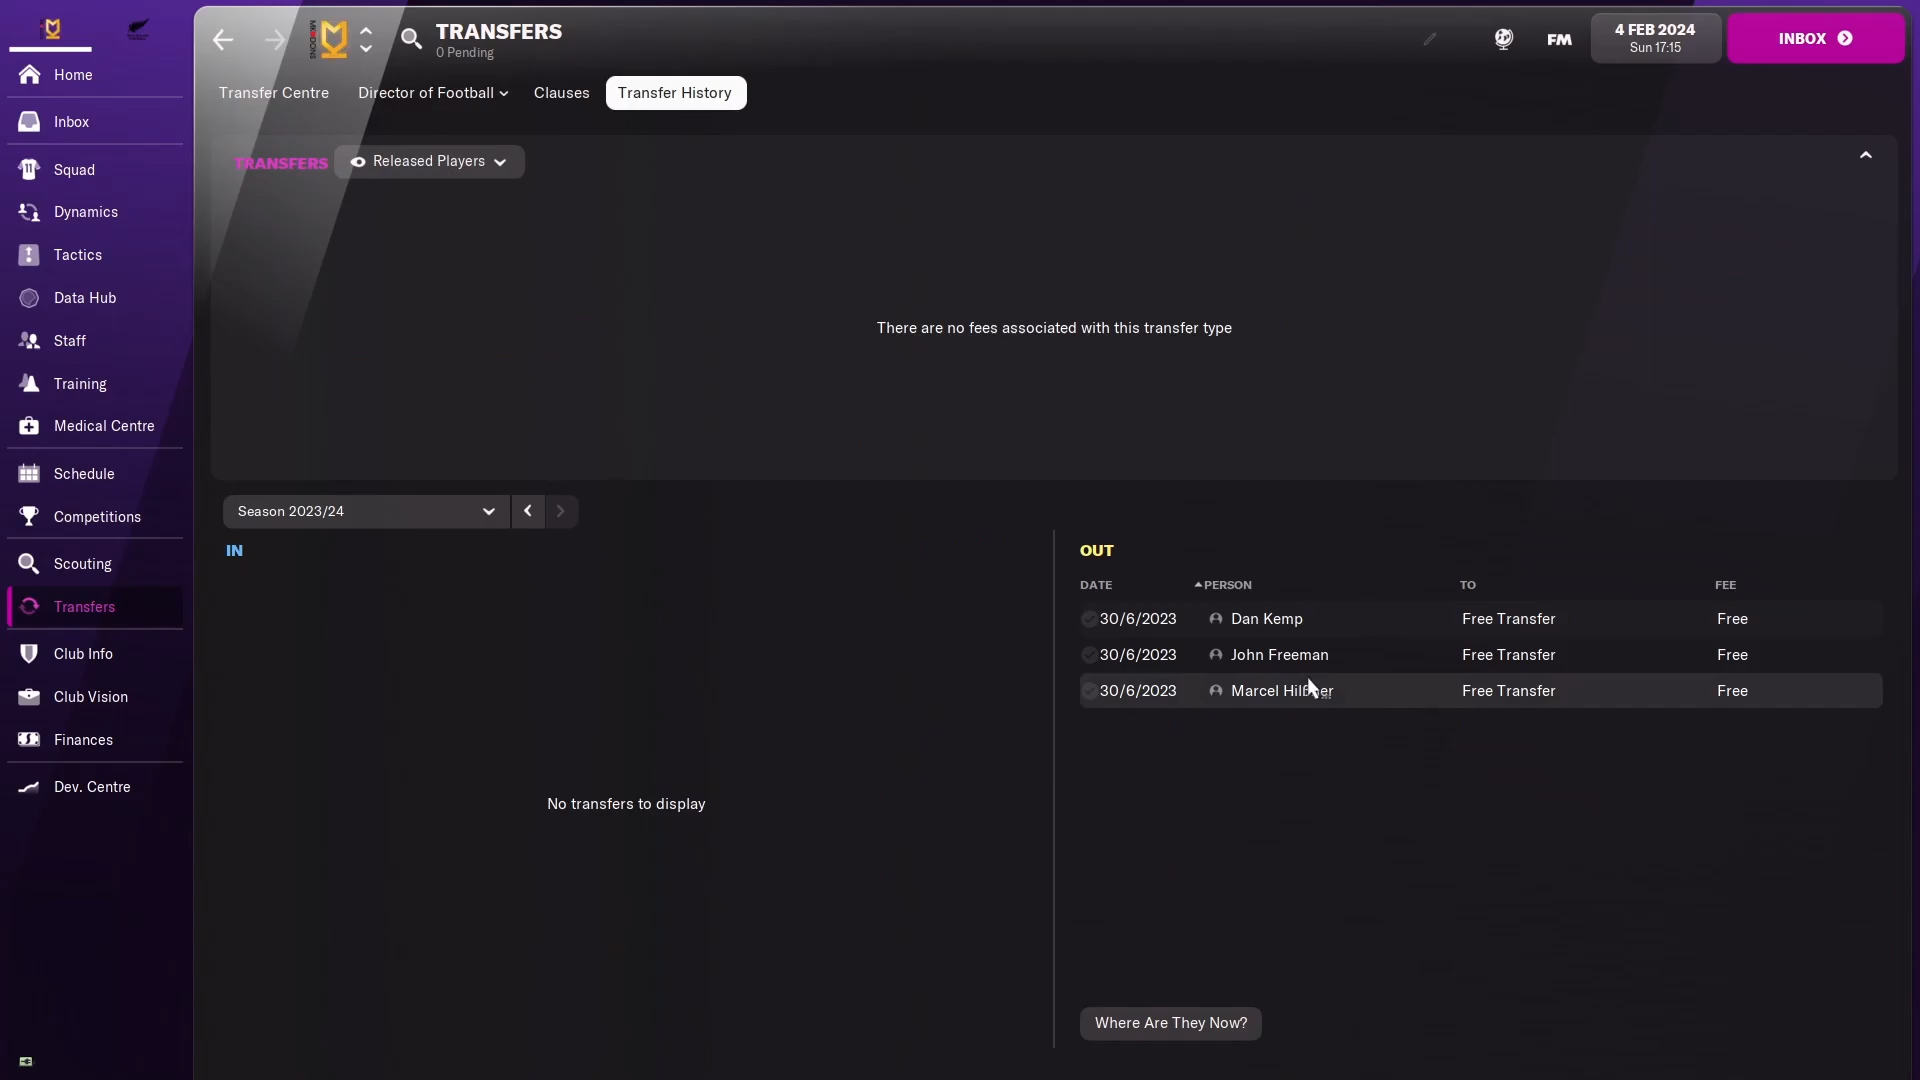 MK DONS
TRANSFERS
0 Pending
FM
4 FEB 2024
Sun 17:15
INBOX
Home
Inbox
Squad
Dynamics
Tactics
Data Hub
Staff
Training
Medical Centre
Schedule
Competitions
Scouting
Transfers
Club Info
Club Vision
Finances
Dev. Centre
Transfer Centre
Director of Football
Clauses
Transfer History
TRANSFERS
Released Players
There are no fees associated with this transfer type
Season 2023/24
IN
No transfers to display
OUT
DATE PERSON TO FEE
30/6/2023 Dan Kemp Free Transfer Free
30/6/2023 John Freeman Free Transfer Free
30/6/2023 Marcel Free Transfer Free
Where Are They Now?